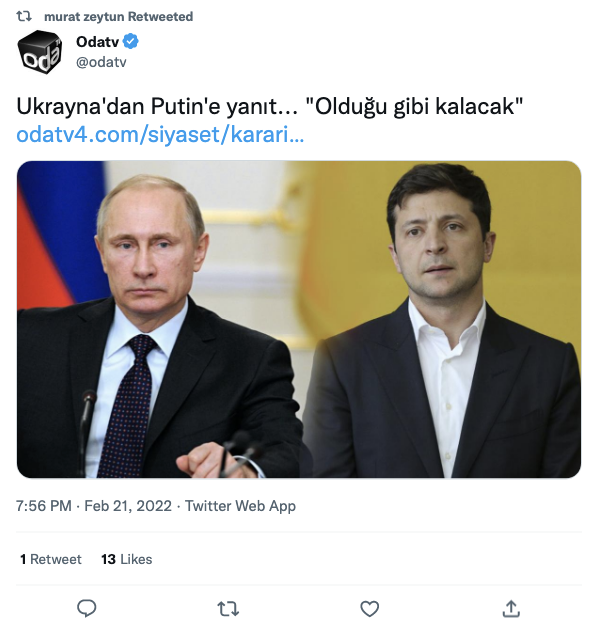 murat zeytun Retweeted
oda tv
Odatv
@odatv
Ukrayna'dan Putin'e yanıt... "Olduğu gibi kalacak"
odatv4.com/siyaset/karari...
7:56 PM · Feb 21, 2022 · Twitter Web App
1 Retweet 13 Likes